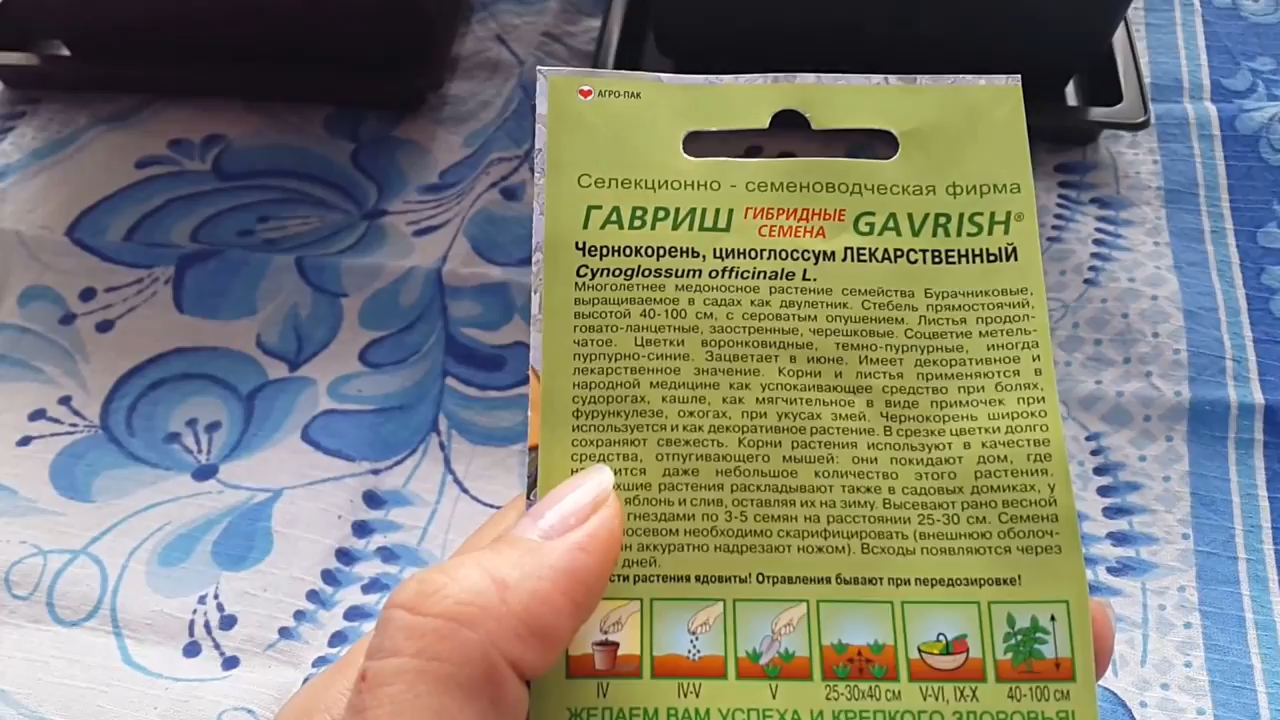 АГРО-ПАК
Селекционно - семеноводческая фирма
ГАВРИШ ГИБРИДНЫЕ СЕМЕНА GAVRISH®
Чернокорень, циноглоссум ЛЕКАРСТВЕННЫЙ
Cynoglossum officinale L.
Многолетнее медоносное растение семейства Бурачниковые,
выращиваемое в садах как двулетник. Стебель прямостоячий,
высотой 40-100 см, с сероватым опушением. Листья продол-
говато-ланцетные, заостренные, черешковые. Соцветие метель-
чатое. Цветки воронковидные, темно-пурпурные, иногда
пурпурно-синие. Зацветает в июне. Имеет декоративное и
лекарственное значение. Корни и листья применяются в
народной медицине как успокаивающее средство при болях,
судорогах, кашле, как мягчительное в виде примочек при
фурункулезе, ожогах, при укусах змей. Чернокорень широко
используется и как декоративное растение. В срезке цветки долго
сохраняют свежесть. Корни растения используют в качестве
средства, отпугивающего мышей: они покидают дом, где
даже небольшое количество этого растения.
растения раскладывают также в садовых домиках, у
яблонь и слив, оставляя их на зиму. Высевают рано весной
гнездами по 3-5 семян на расстоянии 25-30 см. Семена
необходимо скарифицировать (внешнюю оболоч-
аккуратно надрезают ножом). Всходы появляются через
дней.
растения ядовиты! Отравления бывают при передозировке!
IV IV-V V 25-30x40 см V-VI, IX-X 40-100 см
ЖЕЛАЕМ ВАМ УСПЕХА И КРЕПКОГО ЗДОРОВЬЯ!